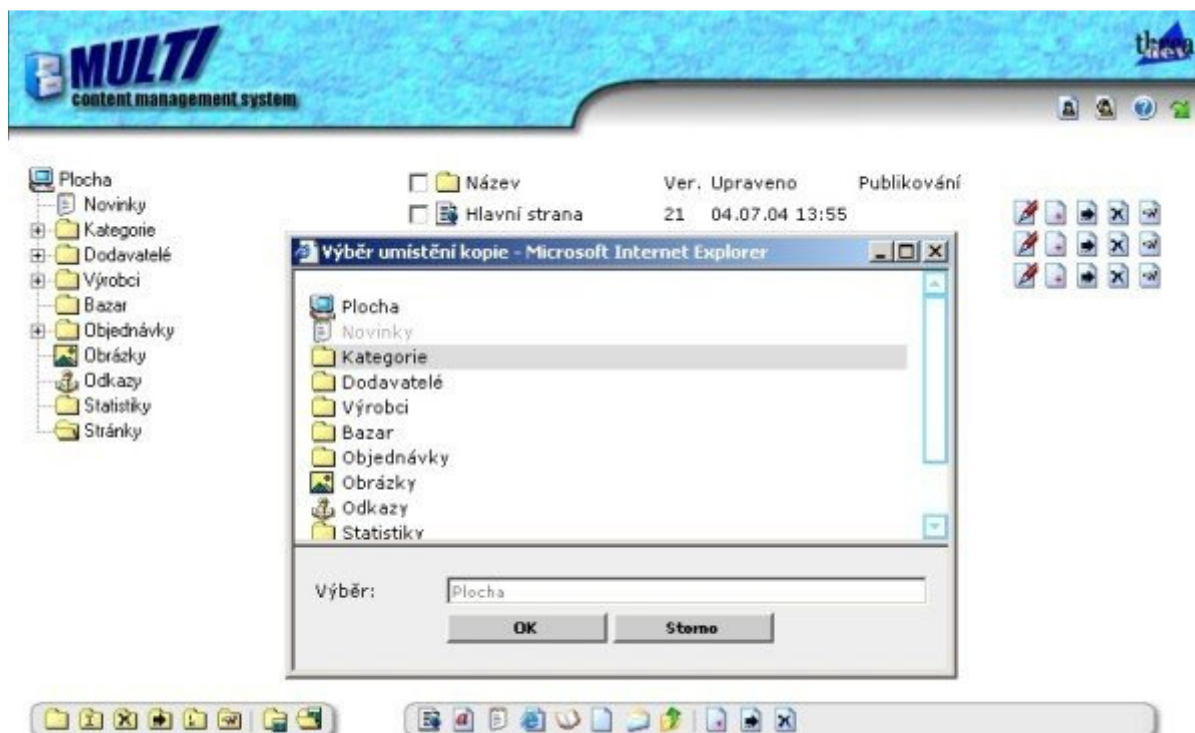 MULTI
content management system
three
Plocha
Novinky
Kategorie
Dodavatelé
Výrobci
Bazar
Objednávky
Obrázky
Odkazy
Statistiky
Stránky
Název Ver. Upraveno Publikování
Hlavní strana 21 04.07.04 13:55
Výběr umístění kopie - Microsoft Internet Explorer
Plocha
Novinky
Kategorie
Dodavatelé
Výrobci
Bazar
Objednávky
Obrázky
Odkazy
Statistiky
Výběr: Plocha
OK Storno